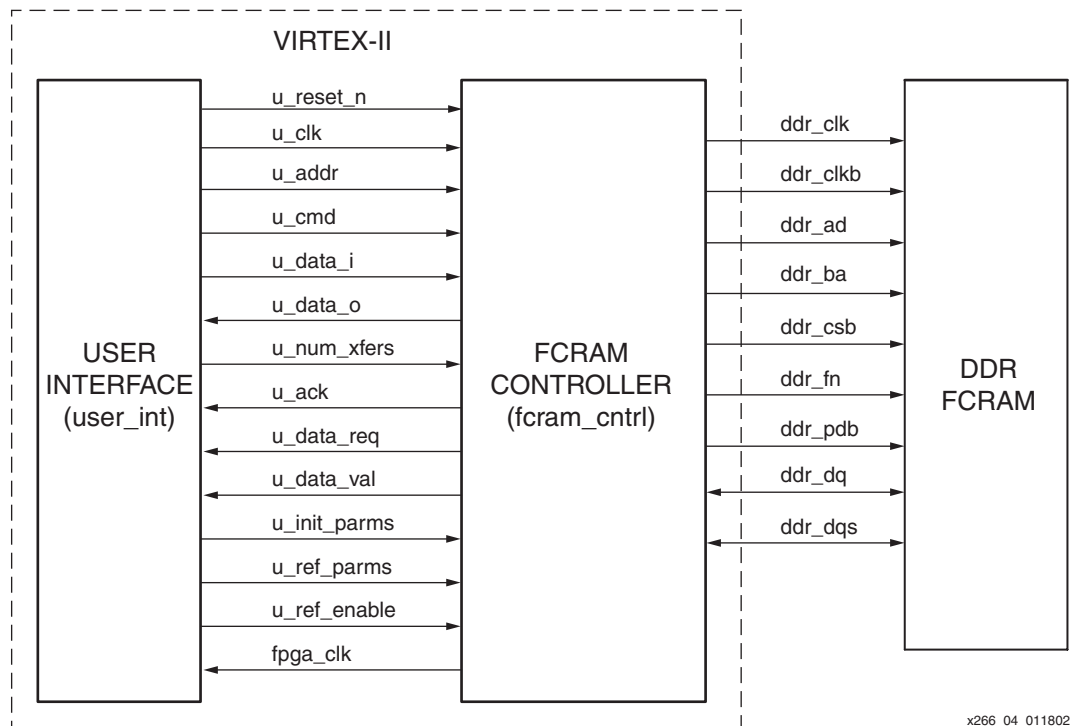 VIRTEX-II
u_reset_n
u_clk
u_addr
u_cmd
u_data_i
u_data_o
u_num_xfers
u_ack
u_data_req
u_data_val
u_init_parms
u_ref_parms
u_ref_enable
fpga_clk
USER
INTERFACE
(user_int)
FCRAM
CONTROLLER
(fcram_cntrl)
ddr_clk
ddr_clkb
ddr_ad
ddr_ba
ddr_csb
ddr_fn
ddr_pdb
ddr_dq
ddr_dqs
DDR
FCRAM
x266_04_011802